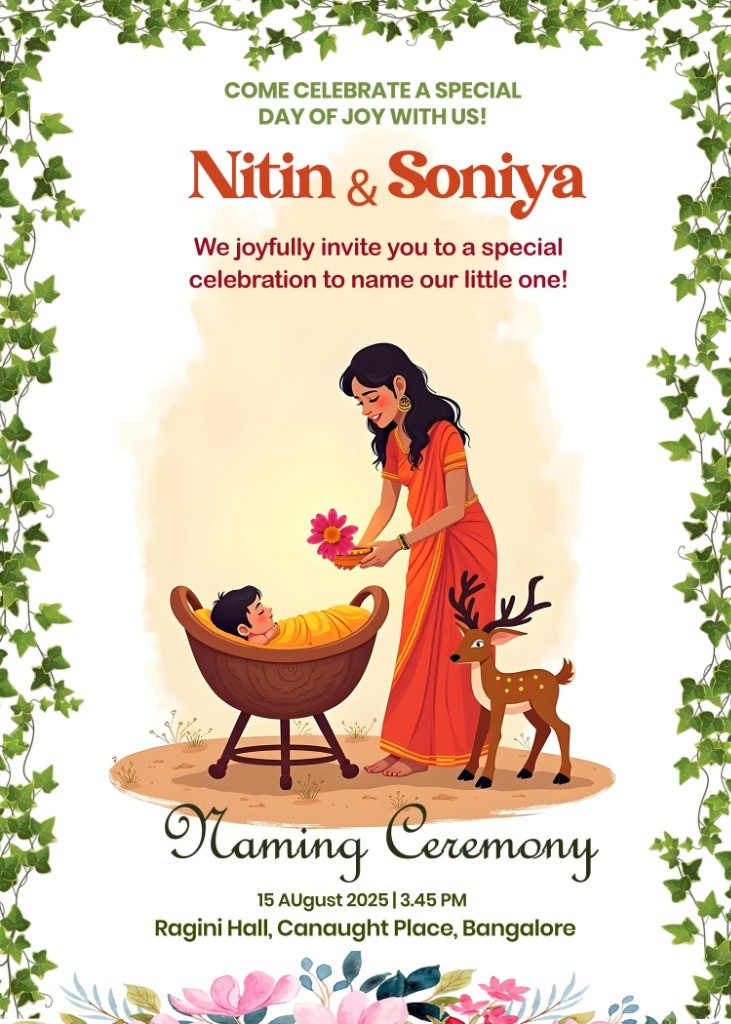 COME CELEBRATE A SPECIAL
DAY OF JOY WITH US!
Nitin & Soniya
We joyfully invite you to a special
celebration to name our little one!
Naming Ceremony
15 AUgust 2025 | 3.45 PM
Ragini Hall, Canaught Place, Bangalore